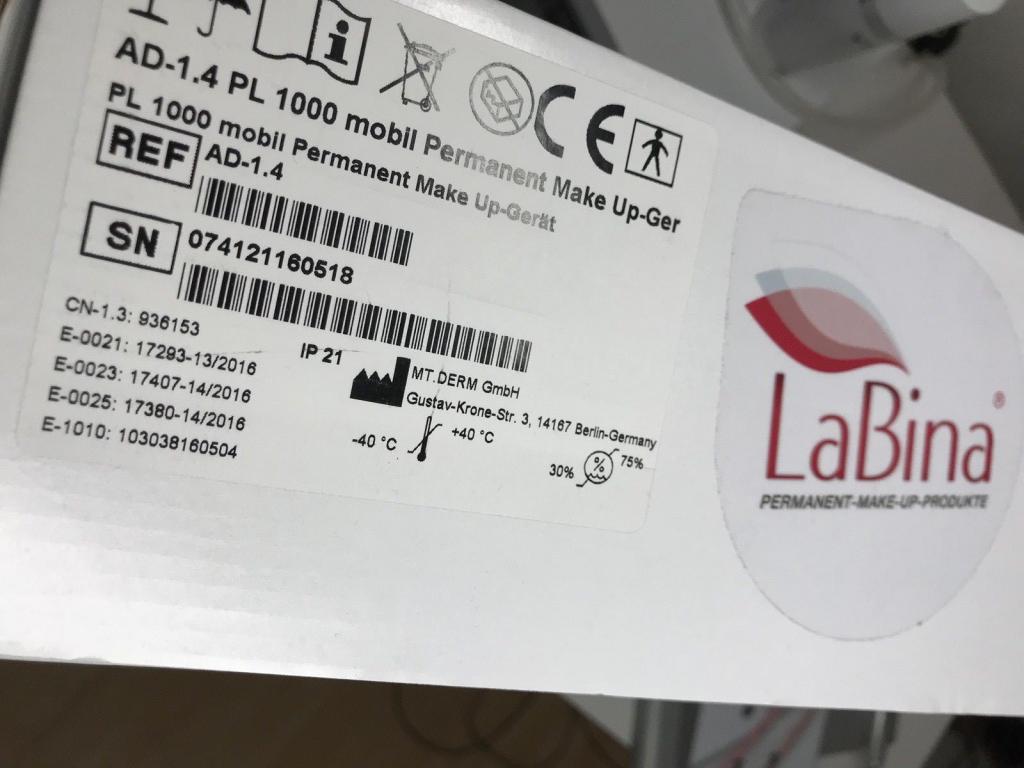 AD-1.4 PL 1000 mobil Permanent Make Up-Ger
PL 1000 mobil Permanent Make Up-Gerät
REF AD-1.4
SN 074121160518
CN-1.3: 936153
E-0021: 17293-13/2016
E-0023: 17407-14/2016
E-0025: 17380-14/2016
E-1010: 103038160504
IP 21
MT.DERM GmbH
Gustav-Krone-Str. 3, 14167 Berlin-Germany
-40 °C +40 °C
30% % 75%
CE
LaBina®
PERMANENT-MAKE-UP-PRODUKTE